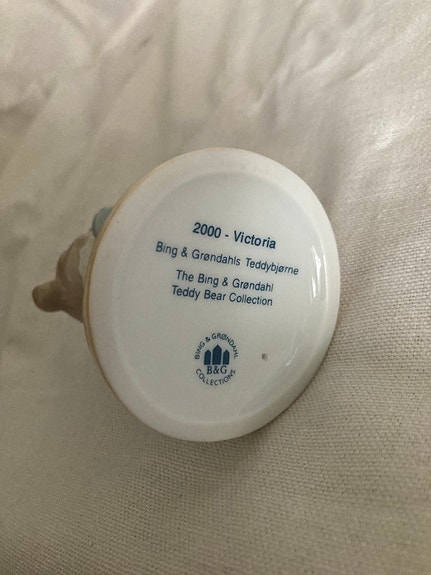 2000 - Victoria
Bing & Grøndahls Teddybjørne
The Bing & Grøndahl
Teddy Bear Collection
BING & GRØNDAHL
B&G
COLLECTIONS